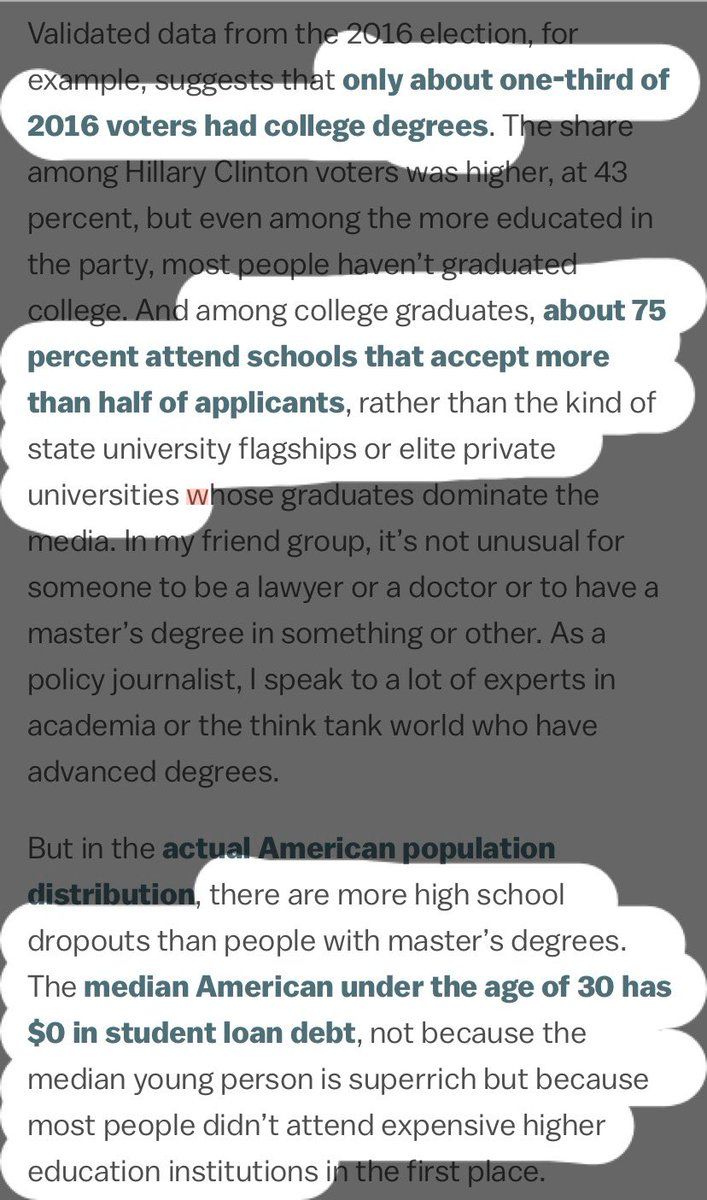 Validated data from the 2016 election, for
example, suggests that only about one-third of
2016 voters had college degrees. The share
among Hillary Clinton voters was higher, at 43
percent, but even among the more educated in
the party, most people haven’t graduated
college. And among college graduates, about 75
percent attend schools that accept more
than half of applicants, rather than the kind of
state university flagships or elite private
universities whose graduates dominate the
media. In my friend group, it’s not unusual for
someone to be a lawyer or a doctor or to have a
master’s degree in something or other. As a
policy journalist, I speak to a lot of experts in
academia or the think tank world who have
advanced degrees.
But in the actual American population
distribution, there are more high school
dropouts than people with master’s degrees.
The median American under the age of 30 has
$0 in student loan debt, not because the
median young person is superrich but because
most people didn’t attend expensive higher
education institutions in the first place.